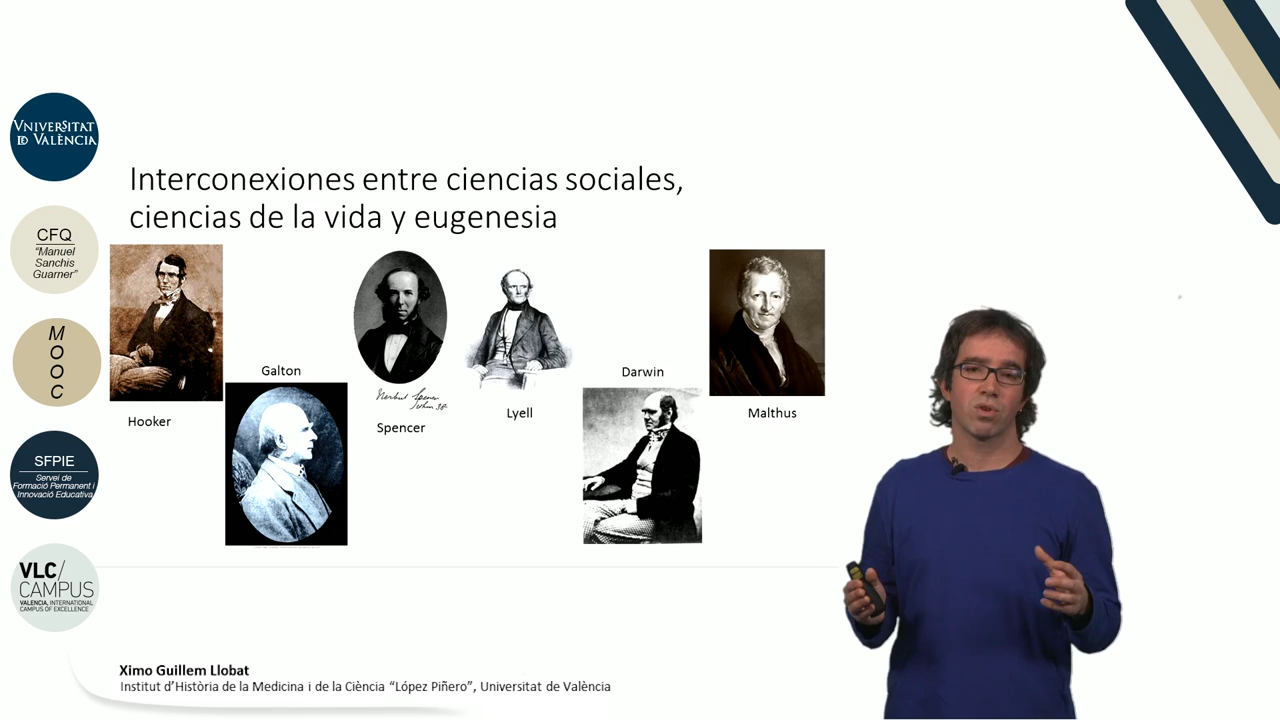 VNIVERSITAT
ID VALÈNCIA
CFQ
“Manuel
Sanchis
Guarner”
M
O
O
C
SFPIE
Servei de
Formació Permanent i
Innovació Educativa
VLC/
CAMPUS
VALENCIA, INTERNATIONAL
CAMPUS OF EXCELLENCE
Interconexiones entre ciencias sociales,
ciencias de la vida y eugenesia
Hooker
Galton
Spencer
Lyell
Darwin
Malthus
Ximo Guillem Llobat
Institut d’Història de la Medicina i de la Ciència “López Piñero”, Universitat de València